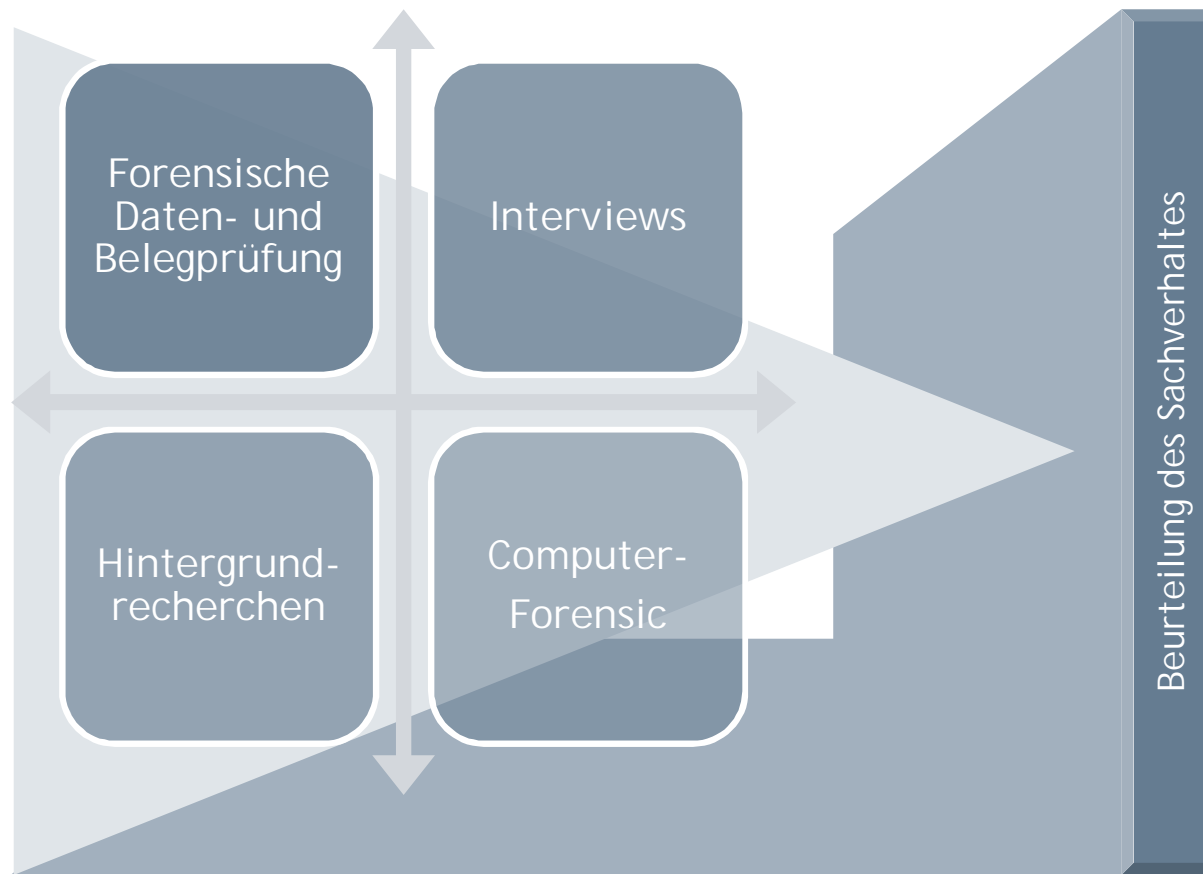 Forensische
Daten- und
Belegprüfung
Interviews
Hintergrund-
recherchen
Computer-
Forensic
Beurteilung des Sachverhaltes